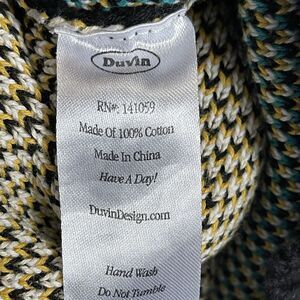 Duvin
RN#: 141059
Made Of 100% Cotton
Made In China
Have A Day!
DuvinDesign.com
Hand Wash
Do Not Tumble